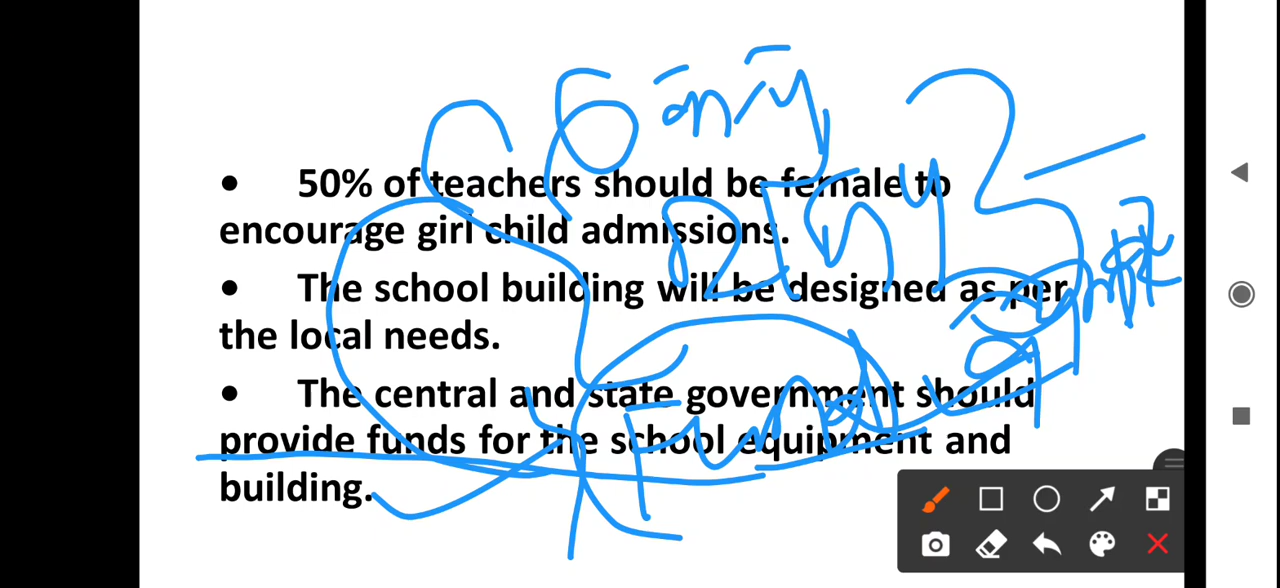 • 50% of teachers should be female to
encourage girl child admissions.
• The school building will be designed as per
the local needs.
• The central and state government should
provide funds for the school equipment and
building.
Fund